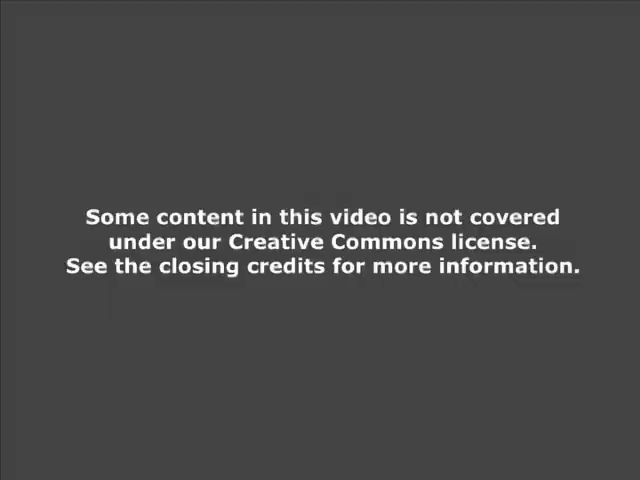 Some content in this video is not covered
under our Creative Commons license.
See the closing credits for more information.